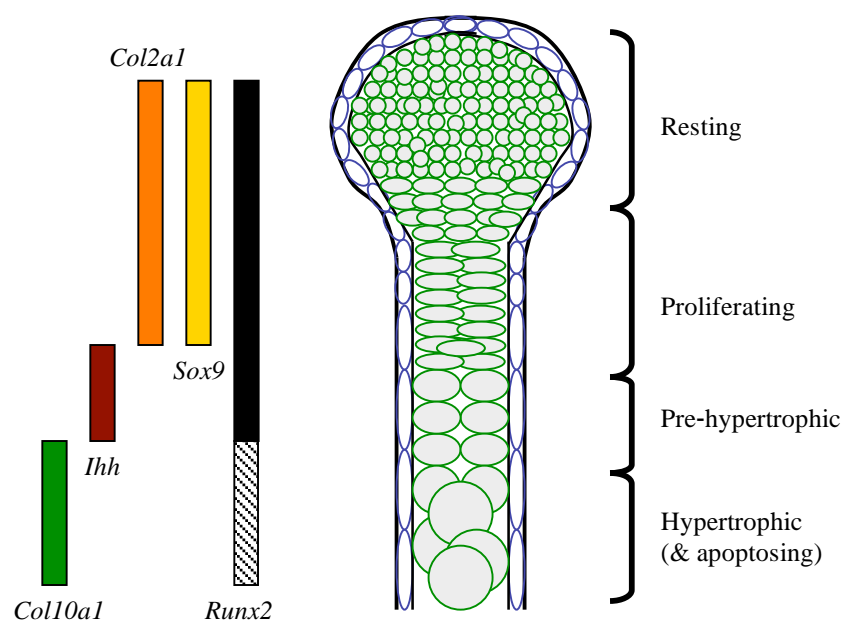 Col2a1
Resting
Proliferating
Sox9
Pre-hypertrophic
Ihh
Hypertrophic
(& apoptosing)
Col10a1
Runx2